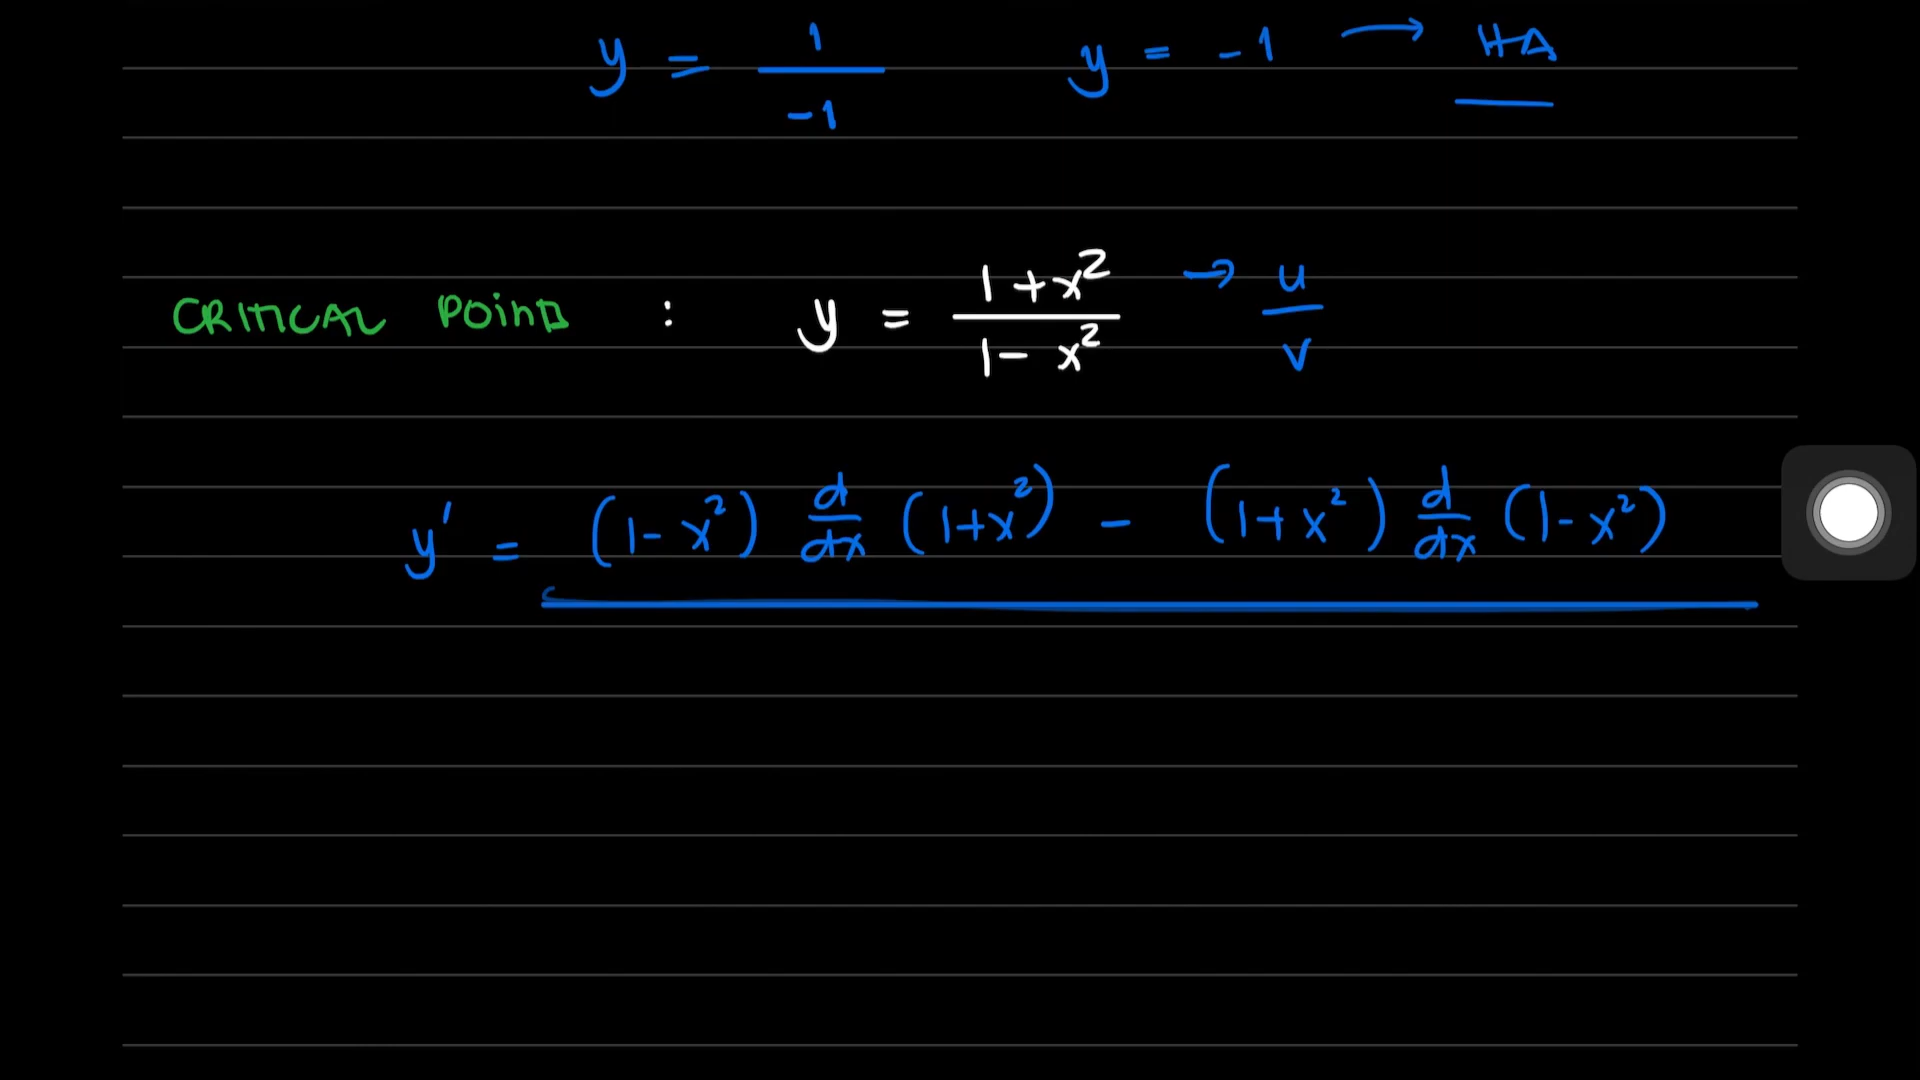 y = 1/-1 y = -1 → HA
CRITICAL POINTS : y = (1+x²)/(1-x²) → u/v
y' = (1-x²) d/dx (1+x²) - (1+x²) d/dx (1-x²)